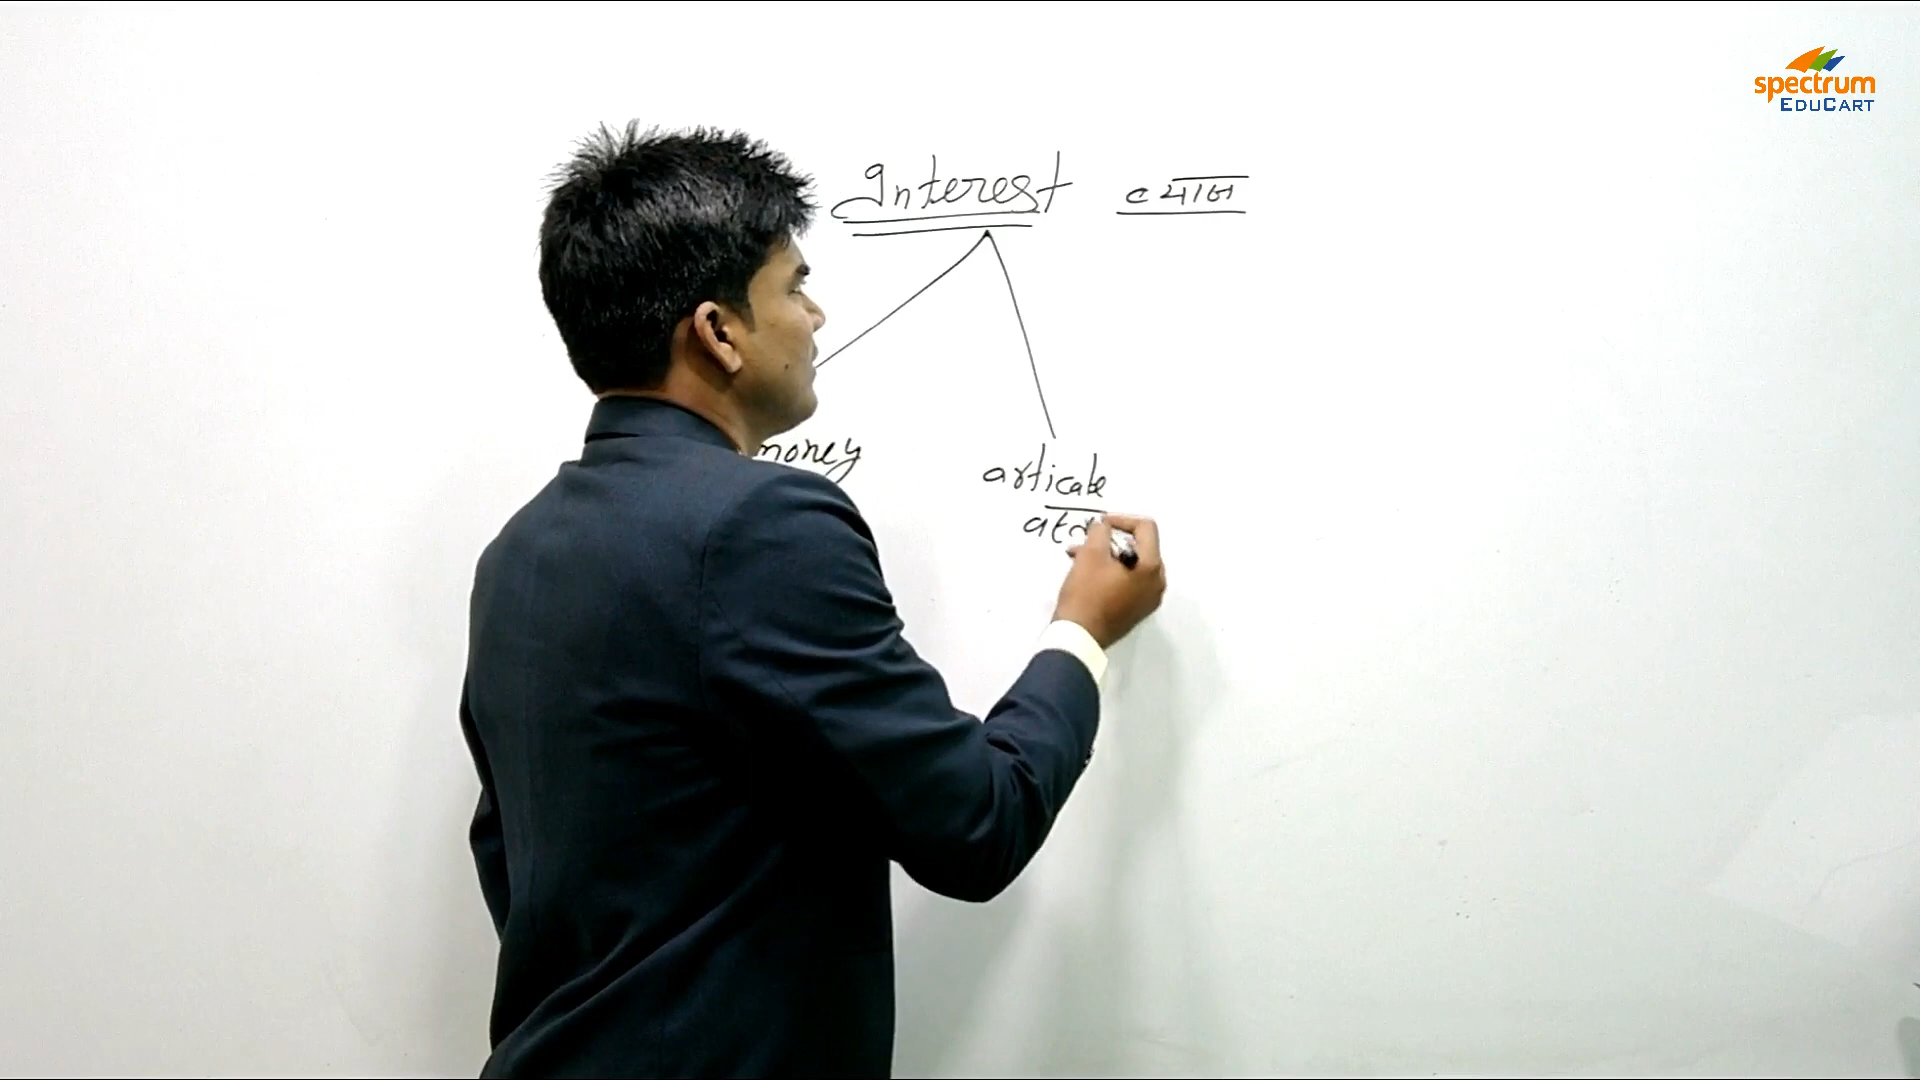 spectrum
EDUCART
Interest ब्याज
money
articale